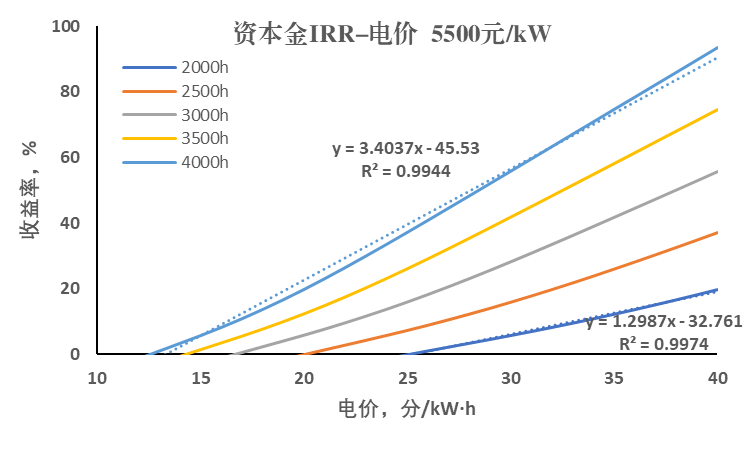 资本金IRR–电价 5500元/kW
100
80
60
40
20
0
收益率，%
2000h
2500h
3000h
3500h
4000h
y = 3.4037x - 45.53
R² = 0.9944
y = 1.2987x - 32.761
R² = 0.9974
10 15 20 25 30 35 40
电价，分/kW·h